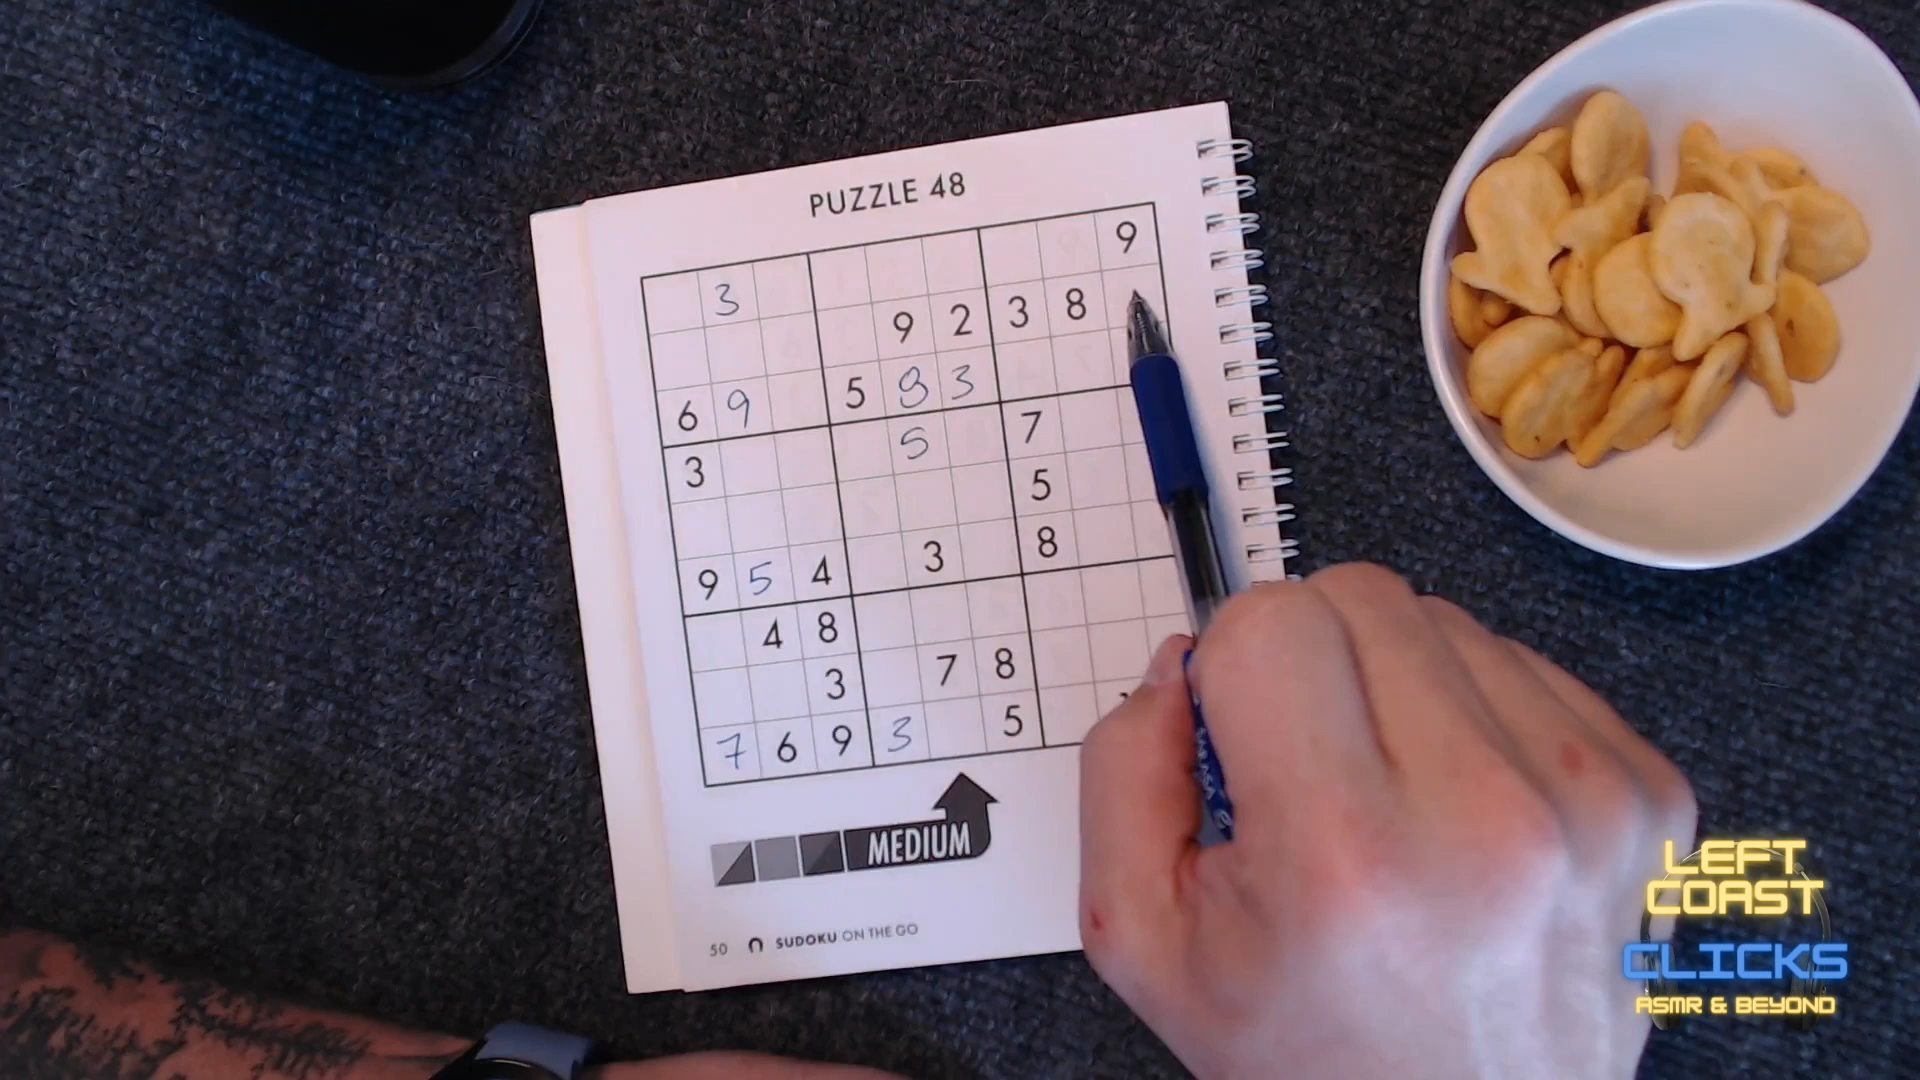 PUZZLE 48
3 9
9 2 3 8
6 9 5 8 3
3 5 7
5
9 5 4 3 8
4 8
3 7 8
7 6 9 3 5
MEDIUM
50 SUDOKU ON THE GO
LEFT
COAST
CLICKS
ASMR & BEYOND